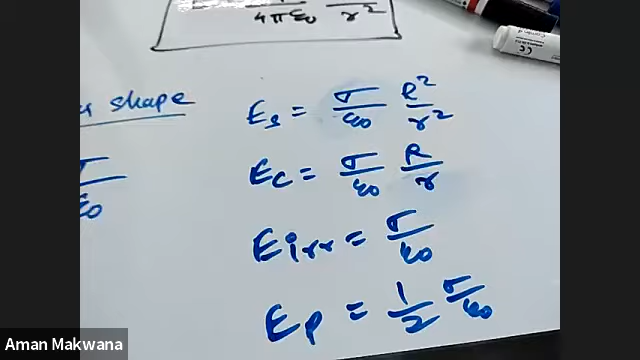 4πε₀ r²
shape
σ/ε₀
Es = σ/ε₀ R²/r²
Ec = σ/ε₀ R/r
Eirr = σ/ε₀
Ep = 1/2 σ/ε₀
Aman Makwana